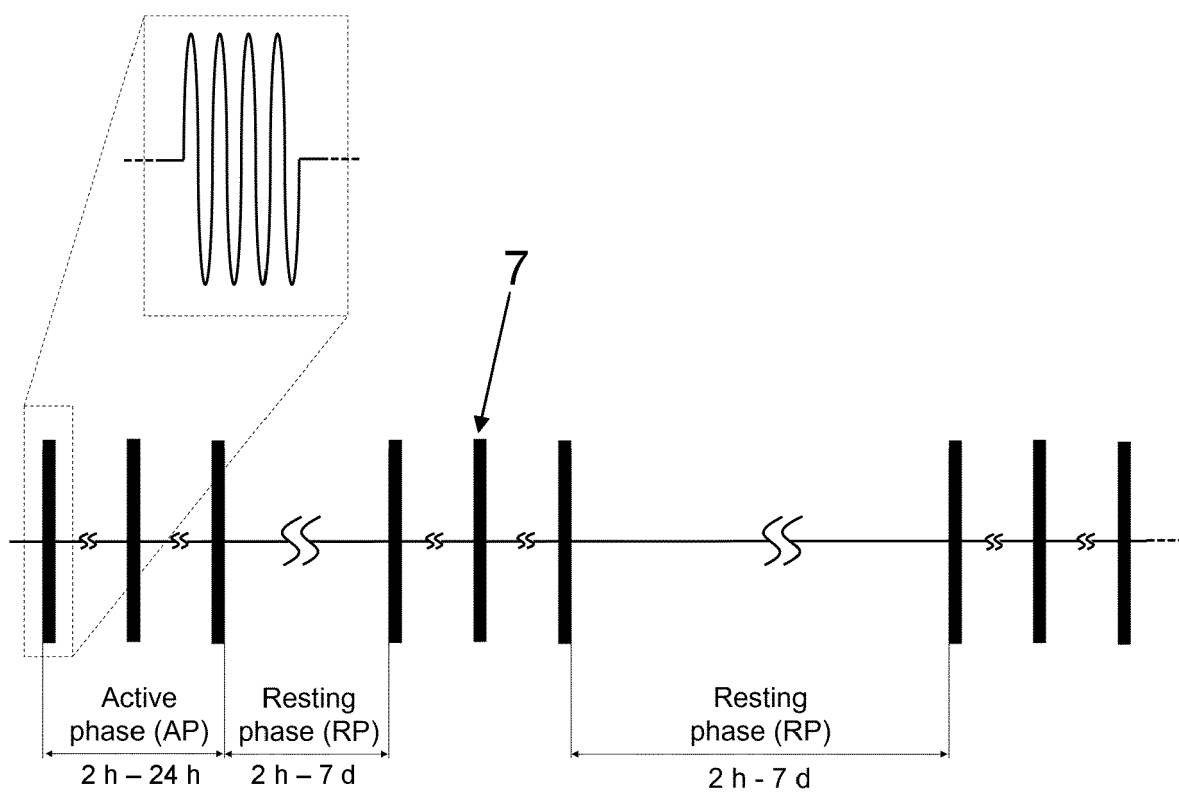 7
Active
phase (AP)
2 h – 24 h
Resting
phase (RP)
2 h – 7 d
Resting
phase (RP)
2 h - 7 d